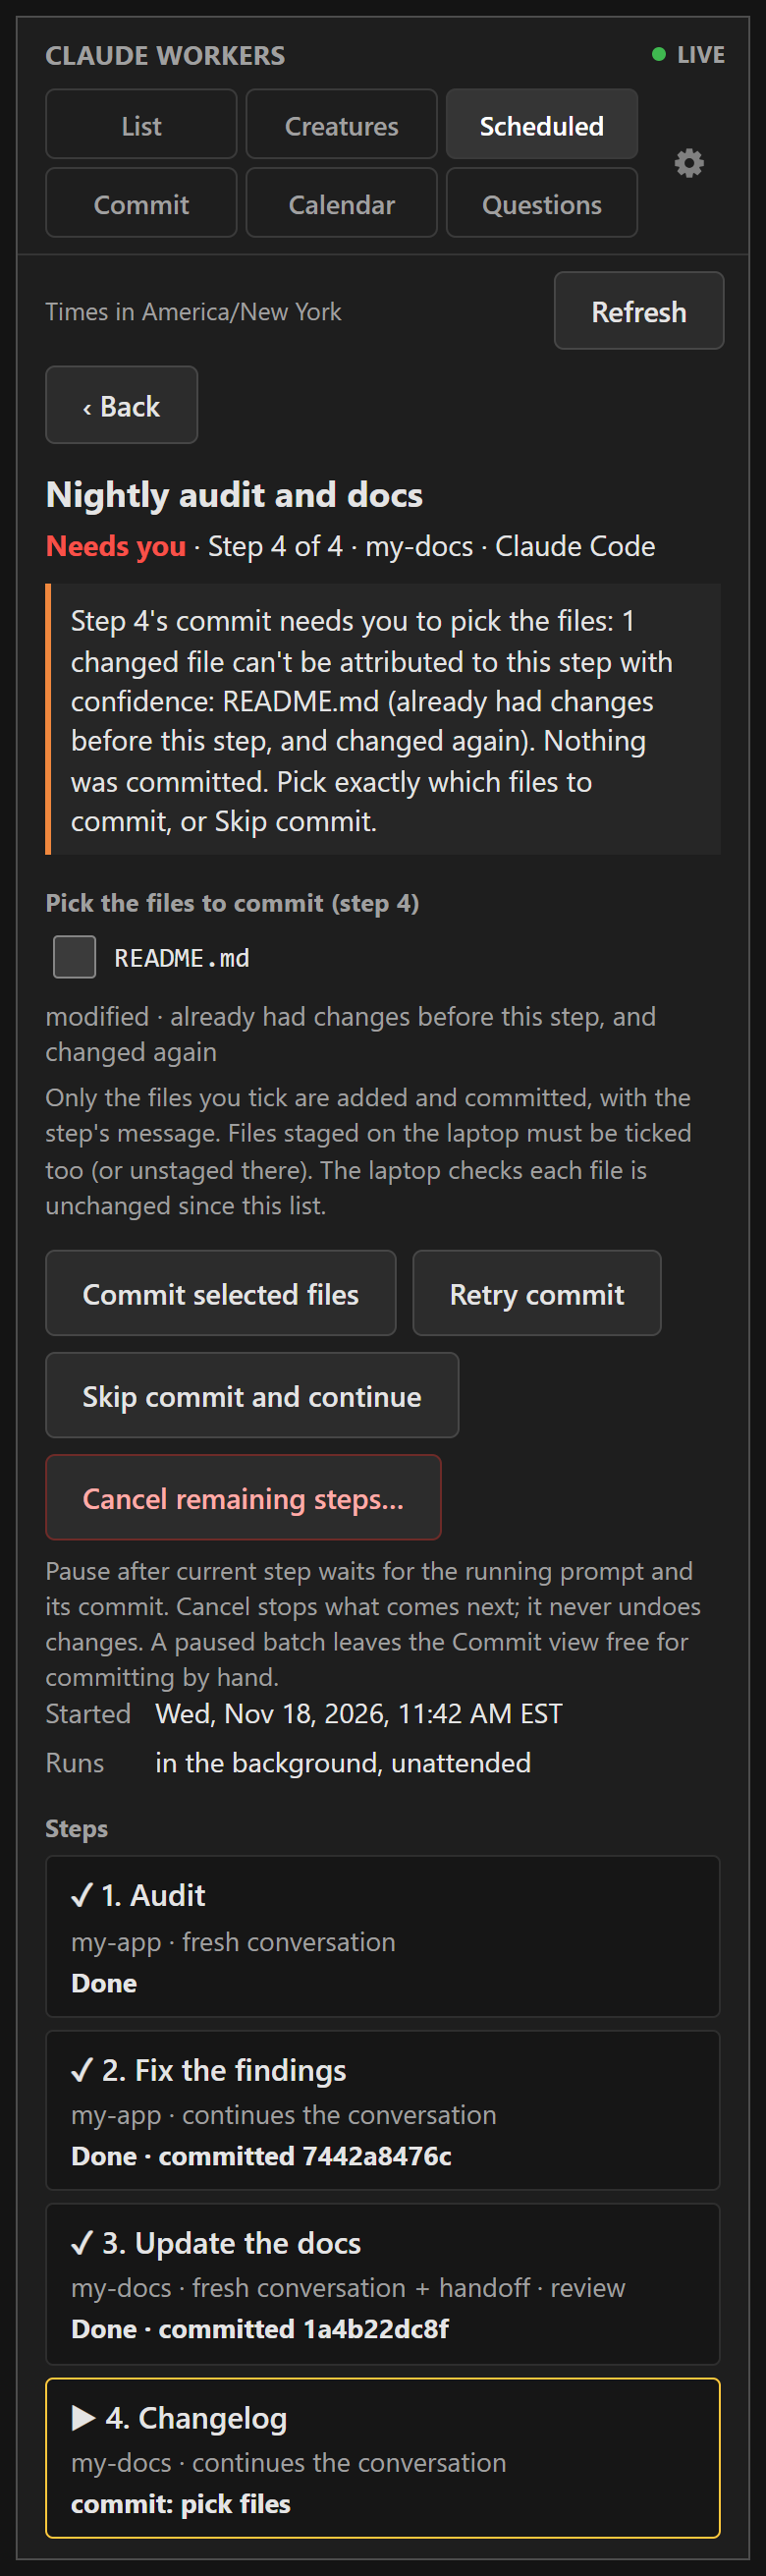 CLAUDE WORKERS
LIVE
List
Creatures
Scheduled
Commit
Calendar
Questions
Times in America/New York
Refresh
‹ Back
Nightly audit and docs
Needs you · Step 4 of 4 · my-docs · Claude Code
Step 4's commit needs you to pick the files: 1
changed file can't be attributed to this step with
confidence: README.md (already had changes
before this step, and changed again). Nothing
was committed. Pick exactly which files to
commit, or Skip commit.
Pick the files to commit (step 4)
README.md
modified · already had changes before this step, and
changed again
Only the files you tick are added and committed, with the
step's message. Files staged on the laptop must be ticked
too (or unstaged there). The laptop checks each file is
unchanged since this list.
Commit selected files
Retry commit
Skip commit and continue
Cancel remaining steps...
Pause after current step waits for the running prompt and
its commit. Cancel stops what comes next; it never undoes
changes. A paused batch leaves the Commit view free for
committing by hand.
Started Wed, Nov 18, 2026, 11:42 AM EST
Runs in the background, unattended
Steps
✓ 1. Audit
my-app · fresh conversation
Done
✓ 2. Fix the findings
my-app · continues the conversation
Done · committed 7442a8476c
✓ 3. Update the docs
my-docs · fresh conversation + handoff · review
Done · committed 1a4b22dc8f
▶ 4. Changelog
my-docs · continues the conversation
commit: pick files